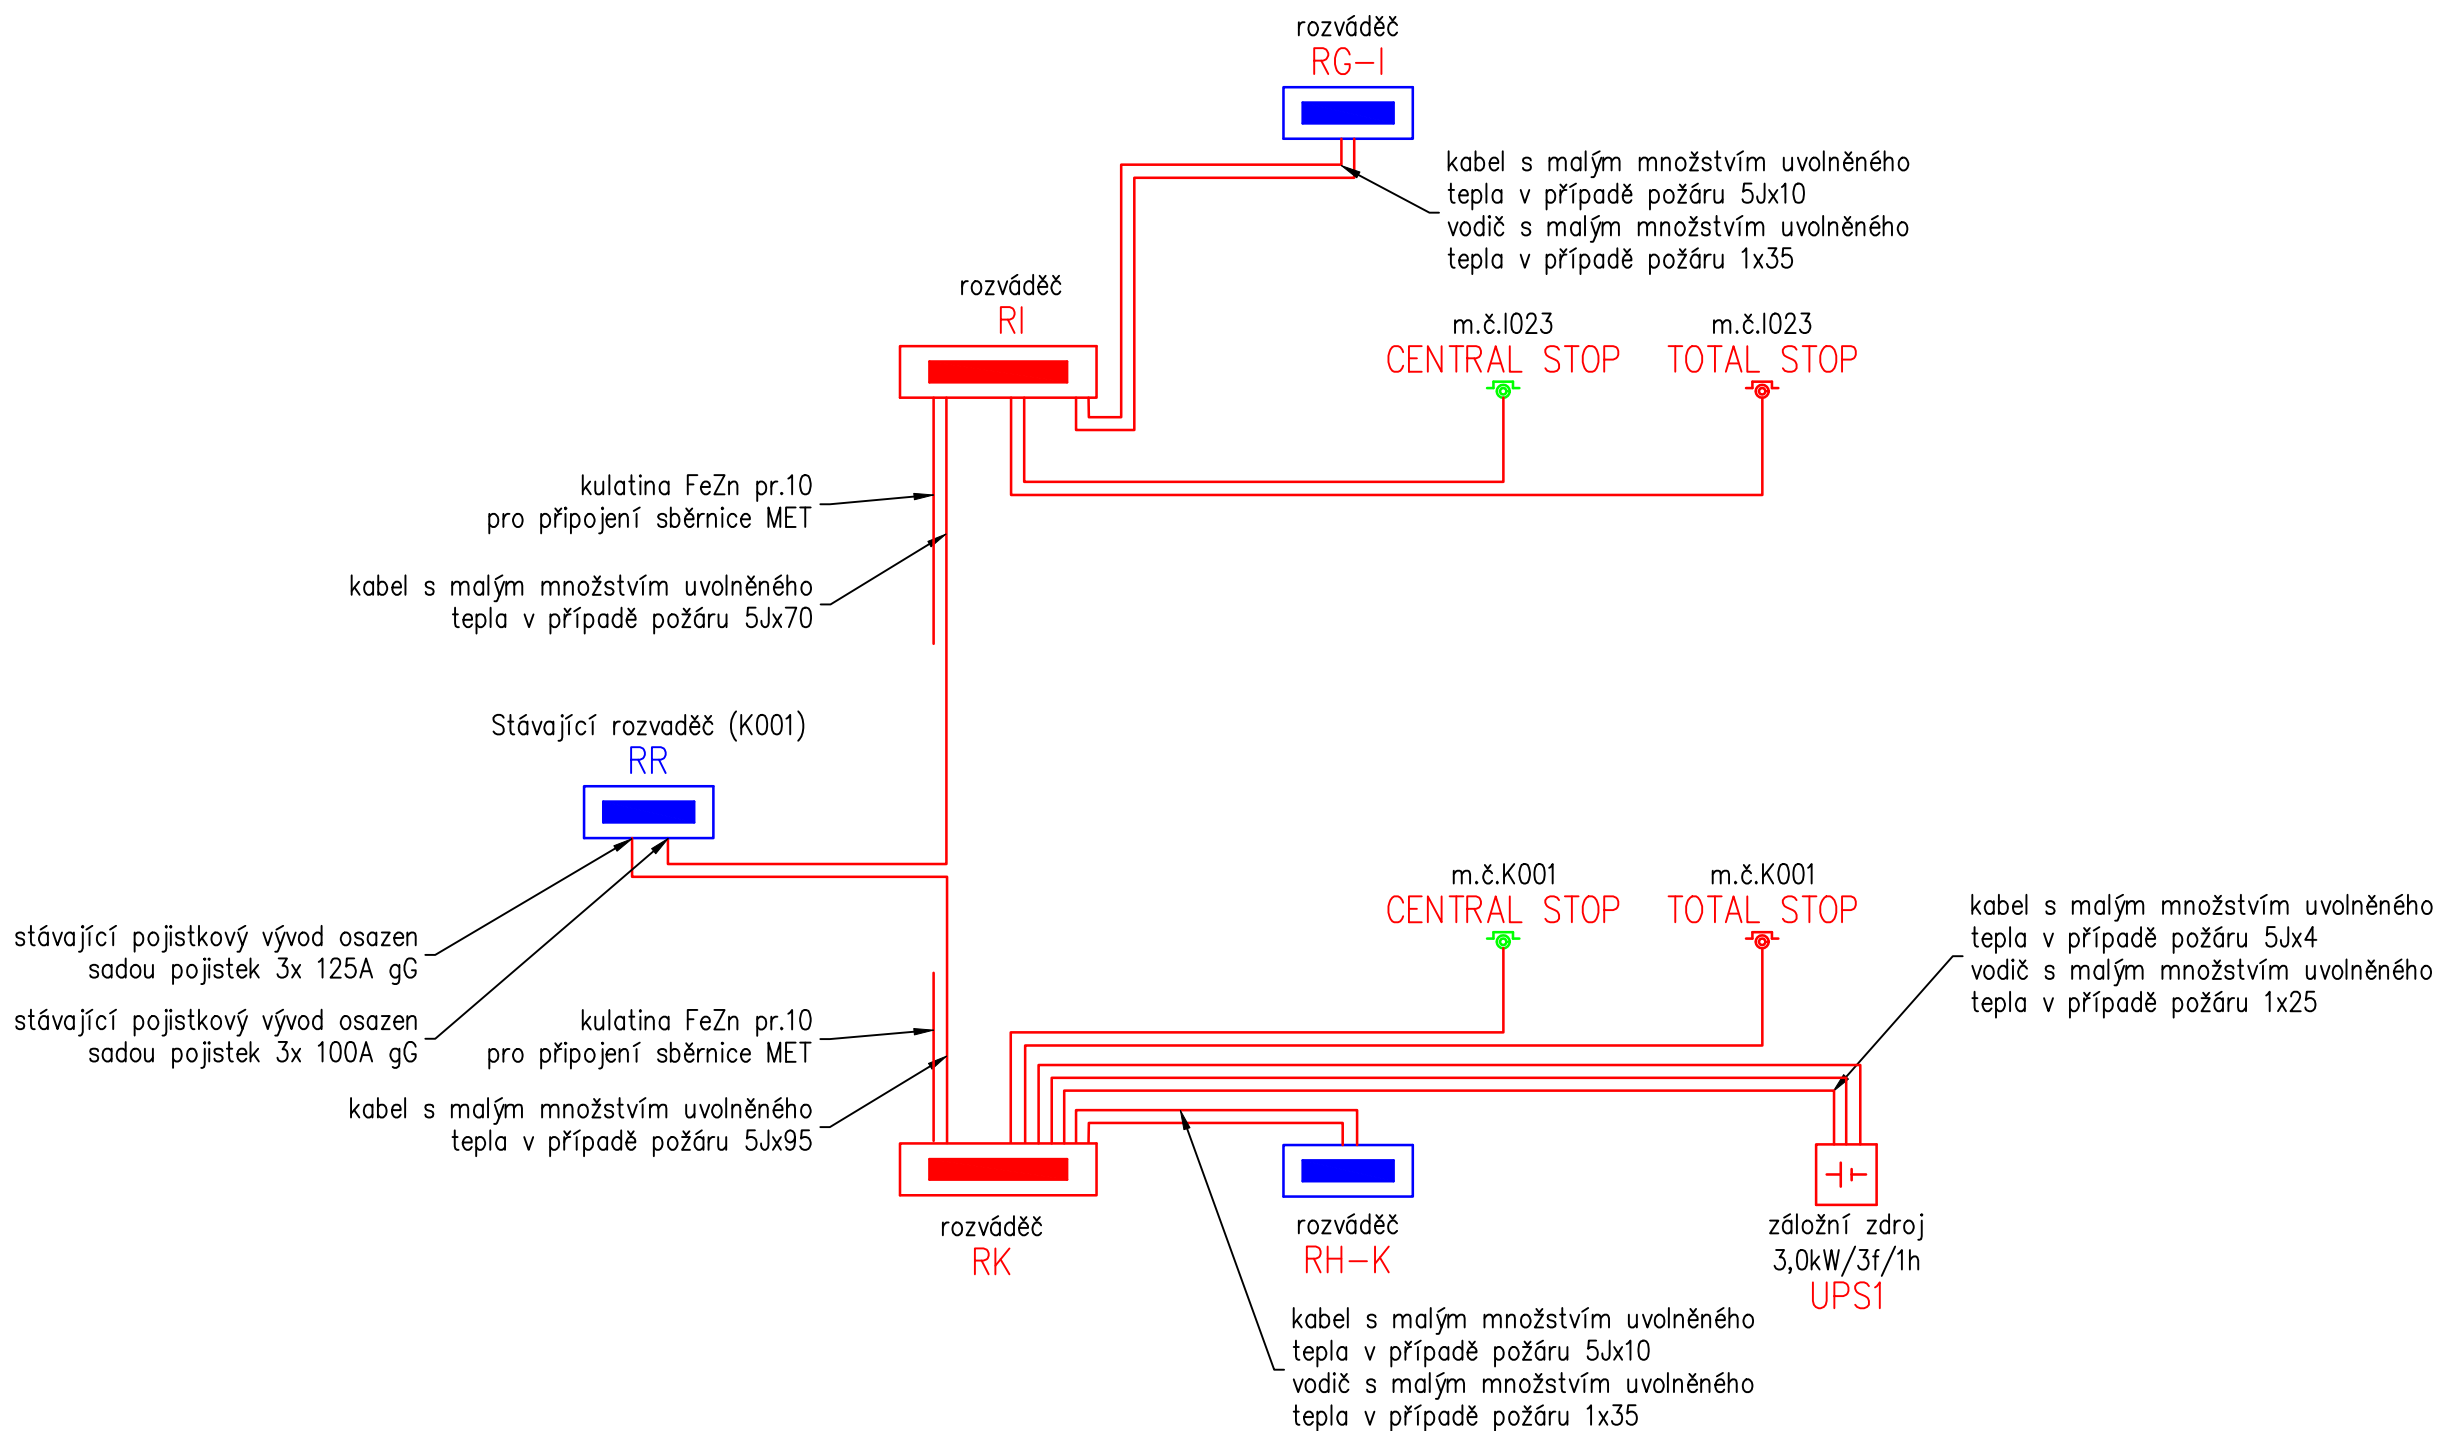 rozváděč
RG-I
kabel s malým množstvím uvolněného
tepla v případě požáru 5Jx10
vodič s malým množstvím uvolněného
tepla v případě požáru 1x35
rozváděč
RI
m.č.I023
CENTRAL STOP
m.č.I023
TOTAL STOP
kulatina FeZn pr.10
pro připojení sběrnice MET
kabel s malým množstvím uvolněného
tepla v případě požáru 5Jx70
Stávající rozvaděč (K001)
RR
stávající pojistkový vývod osazen
sadou pojistek 3x 125A gG
stávající pojistkový vývod osazen
sadou pojistek 3x 100A gG
m.č.K001
CENTRAL STOP
m.č.K001
TOTAL STOP
kabel s malým množstvím uvolněného
tepla v případě požáru 5Jx4
vodič s malým množstvím uvolněného
tepla v případě požáru 1x25
kulatina FeZn pr.10
pro připojení sběrnice MET
kabel s malým množstvím uvolněného
tepla v případě požáru 5Jx95
rozváděč
RK
rozváděč
RH-K
záložní zdroj
3,0kW/3f/1h
UPS1
kabel s malým množstvím uvolněného
tepla v případě požáru 5Jx10
vodič s malým množstvím uvolněného
tepla v případě požáru 1x35